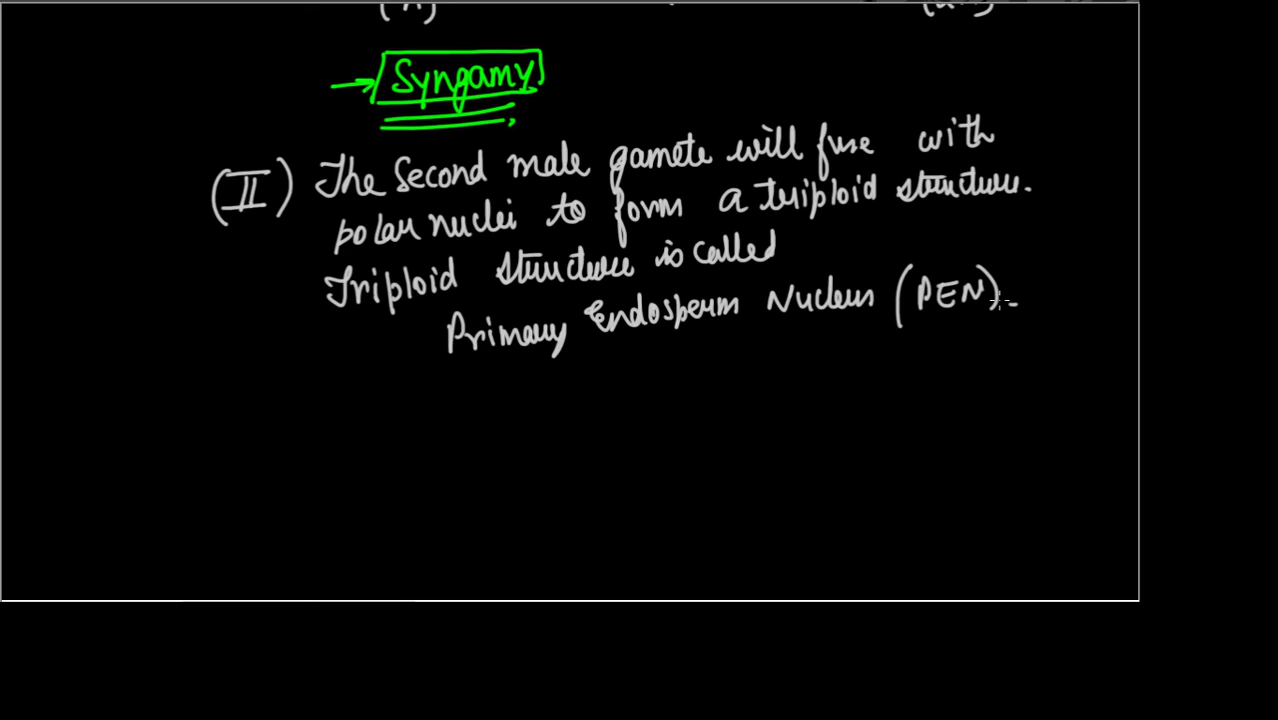 → Syngamy
(II) The second male gamete will fuse with
polar nuclei to form a triploid structure.
Triploid structure is called
Primary Endosperm Nucleus (PEN).